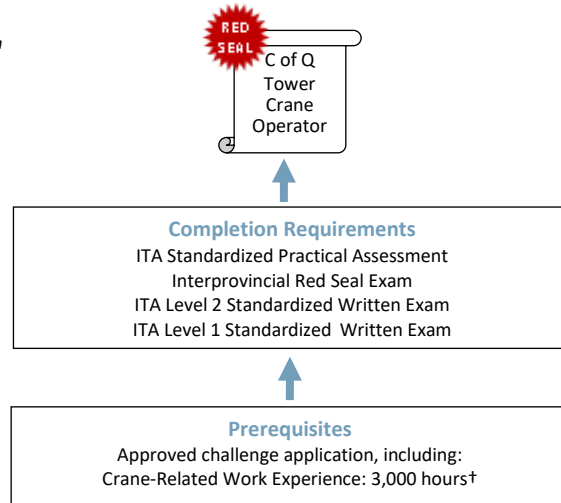 RED
SEAL
C of Q
Tower
Crane
Operator
Completion Requirements
ITA Standardized Practical Assessment
Interprovincial Red Seal Exam
ITA Level 2 Standardized Written Exam
ITA Level 1 Standardized  Written Exam
Prerequisites
Approved challenge application, including:
Crane-Related Work Experience: 3,000 hours†